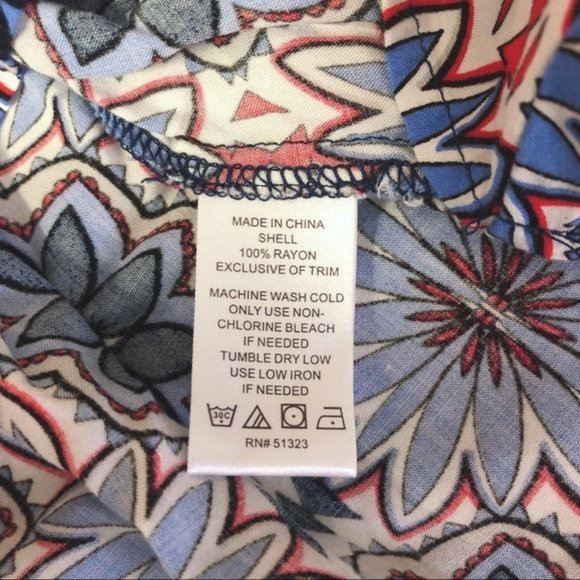 MADE IN CHINA
SHELL
100% RAYON
EXCLUSIVE OF TRIM
MACHINE WASH COLD
ONLY USE NON-
CHLORINE BLEACH
IF NEEDED
TUMBLE DRY LOW
USE LOW IRON
IF NEEDED
30C
RN# 51323